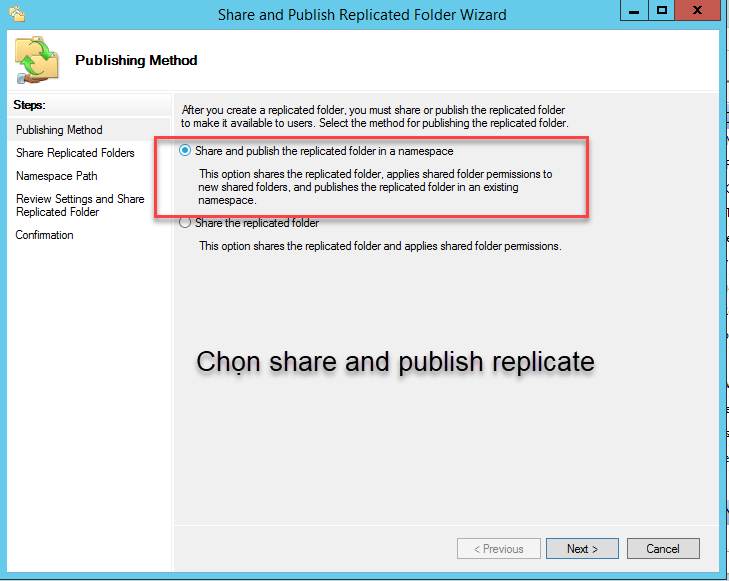 Share and Publish Replicated Folder Wizard
Publishing Method
Steps:
Publishing Method
Share Replicated Folders
Namespace Path
Review Settings and Share
Replicated Folder
Confirmation
After you create a replicated folder, you must share or publish the replicated folder
to make it available to users. Select the method for publishing the replicated folder.
Share and publish the replicated folder in a namespace
This option shares the replicated folder, applies shared folder permissions to
new shared folders, and publishes the replicated folder in an existing
namespace.
Share the replicated folder
This option shares the replicated folder and applies shared folder permissions.
Chọn share and publish replicate
< Previous
Next >
Cancel